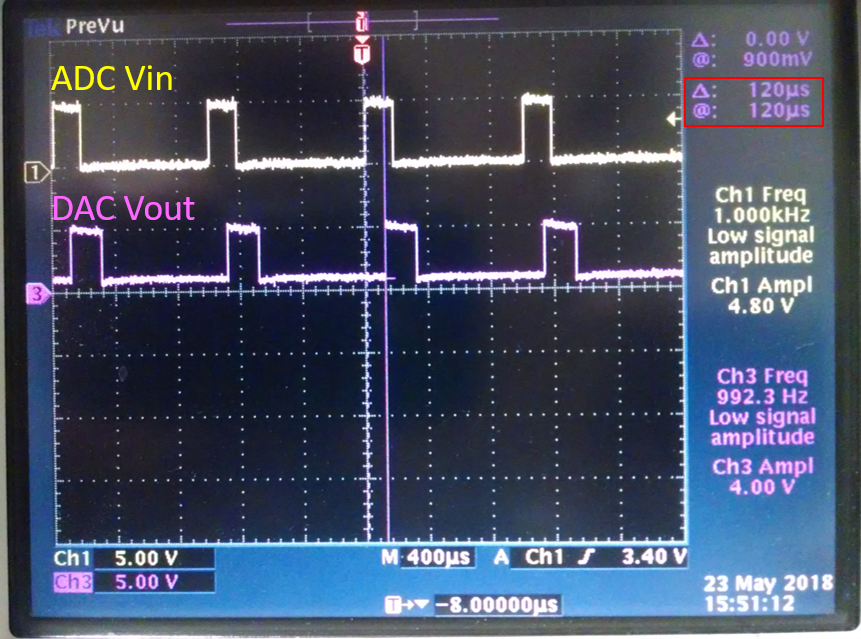 Tek PreVu
T
Δ: 0.00 V
@: 900mV
Δ: 120µs
@: 120µs
ADC Vin
1
DAC Vout
3
Ch1 Freq
1.000kHz
Low signal
amplitude
Ch1 Ampl
4.80 V
Ch3 Freq
992.3 Hz
Low signal
amplitude
Ch3 Ampl
4.00 V
Ch1 5.00 V M 400µs A Ch1 3.40 V
Ch3 5.00 V
T -8.00000µs
23 May 2018
15:51:12